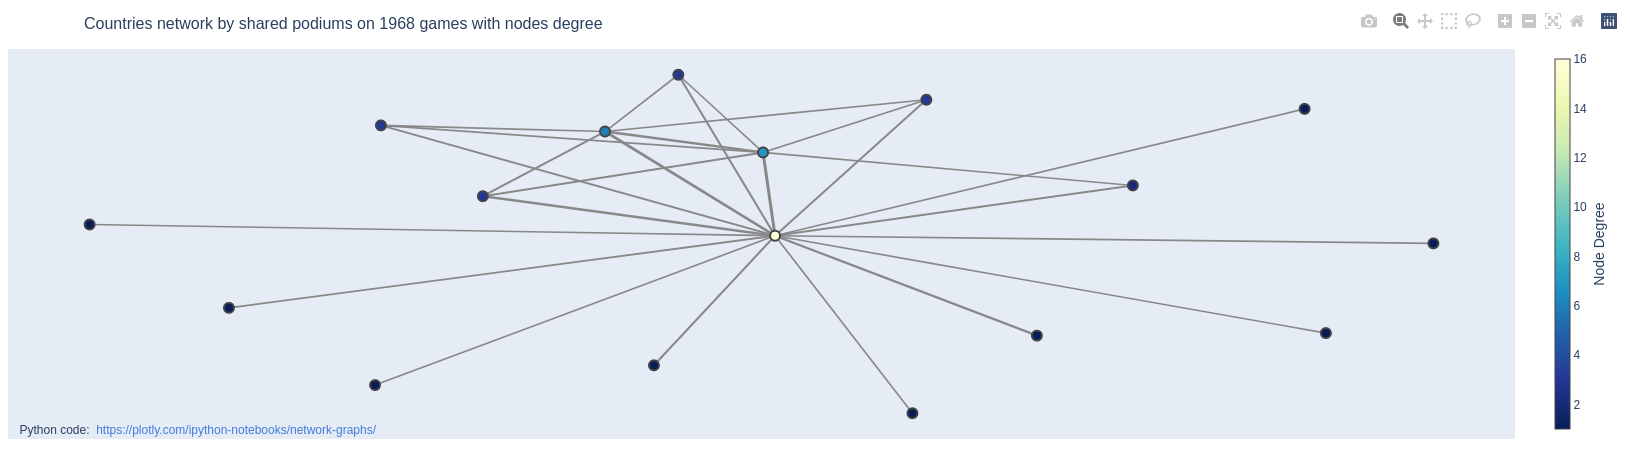 Countries network by shared podiums on 1968 games with nodes degree
16
14
12
10
8
6
4
2
Node Degree
Python code: https://plotly.com/ipython-notebooks/network-graphs/